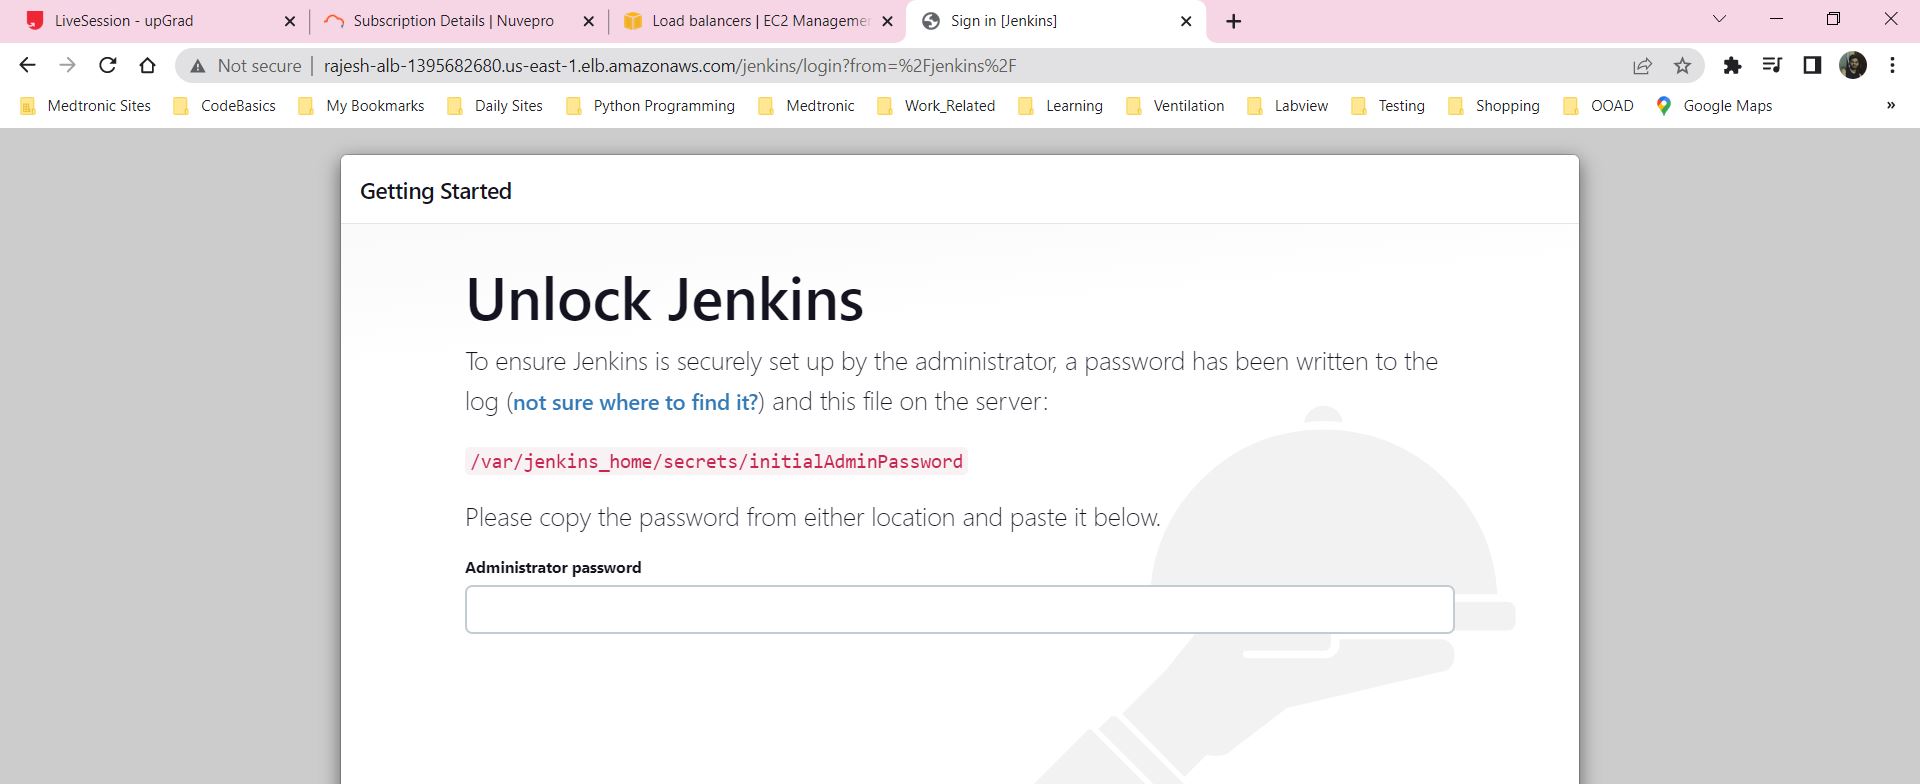 LiveSession - upGrad
Subscription Details | Nuvepro
Load balancers | EC2 Manageme
Sign in [Jenkins]
Not secure
rajesh-alb-1395682680.us-east-1.elb.amazonaws.com/jenkins/login?from=%2Fjenkins%2F
Medtronic Sites
CodeBasics
My Bookmarks
Daily Sites
Python Programming
Medtronic
Work_Related
Learning
Ventilation
Labview
Testing
Shopping
OOAD
Google Maps
»
Getting Started
Unlock Jenkins
To ensure Jenkins is securely set up by the administrator, a password has been written to the
log (not sure where to find it?) and this file on the server:
/var/jenkins_home/secrets/initialAdminPassword
Please copy the password from either location and paste it below.
Administrator password